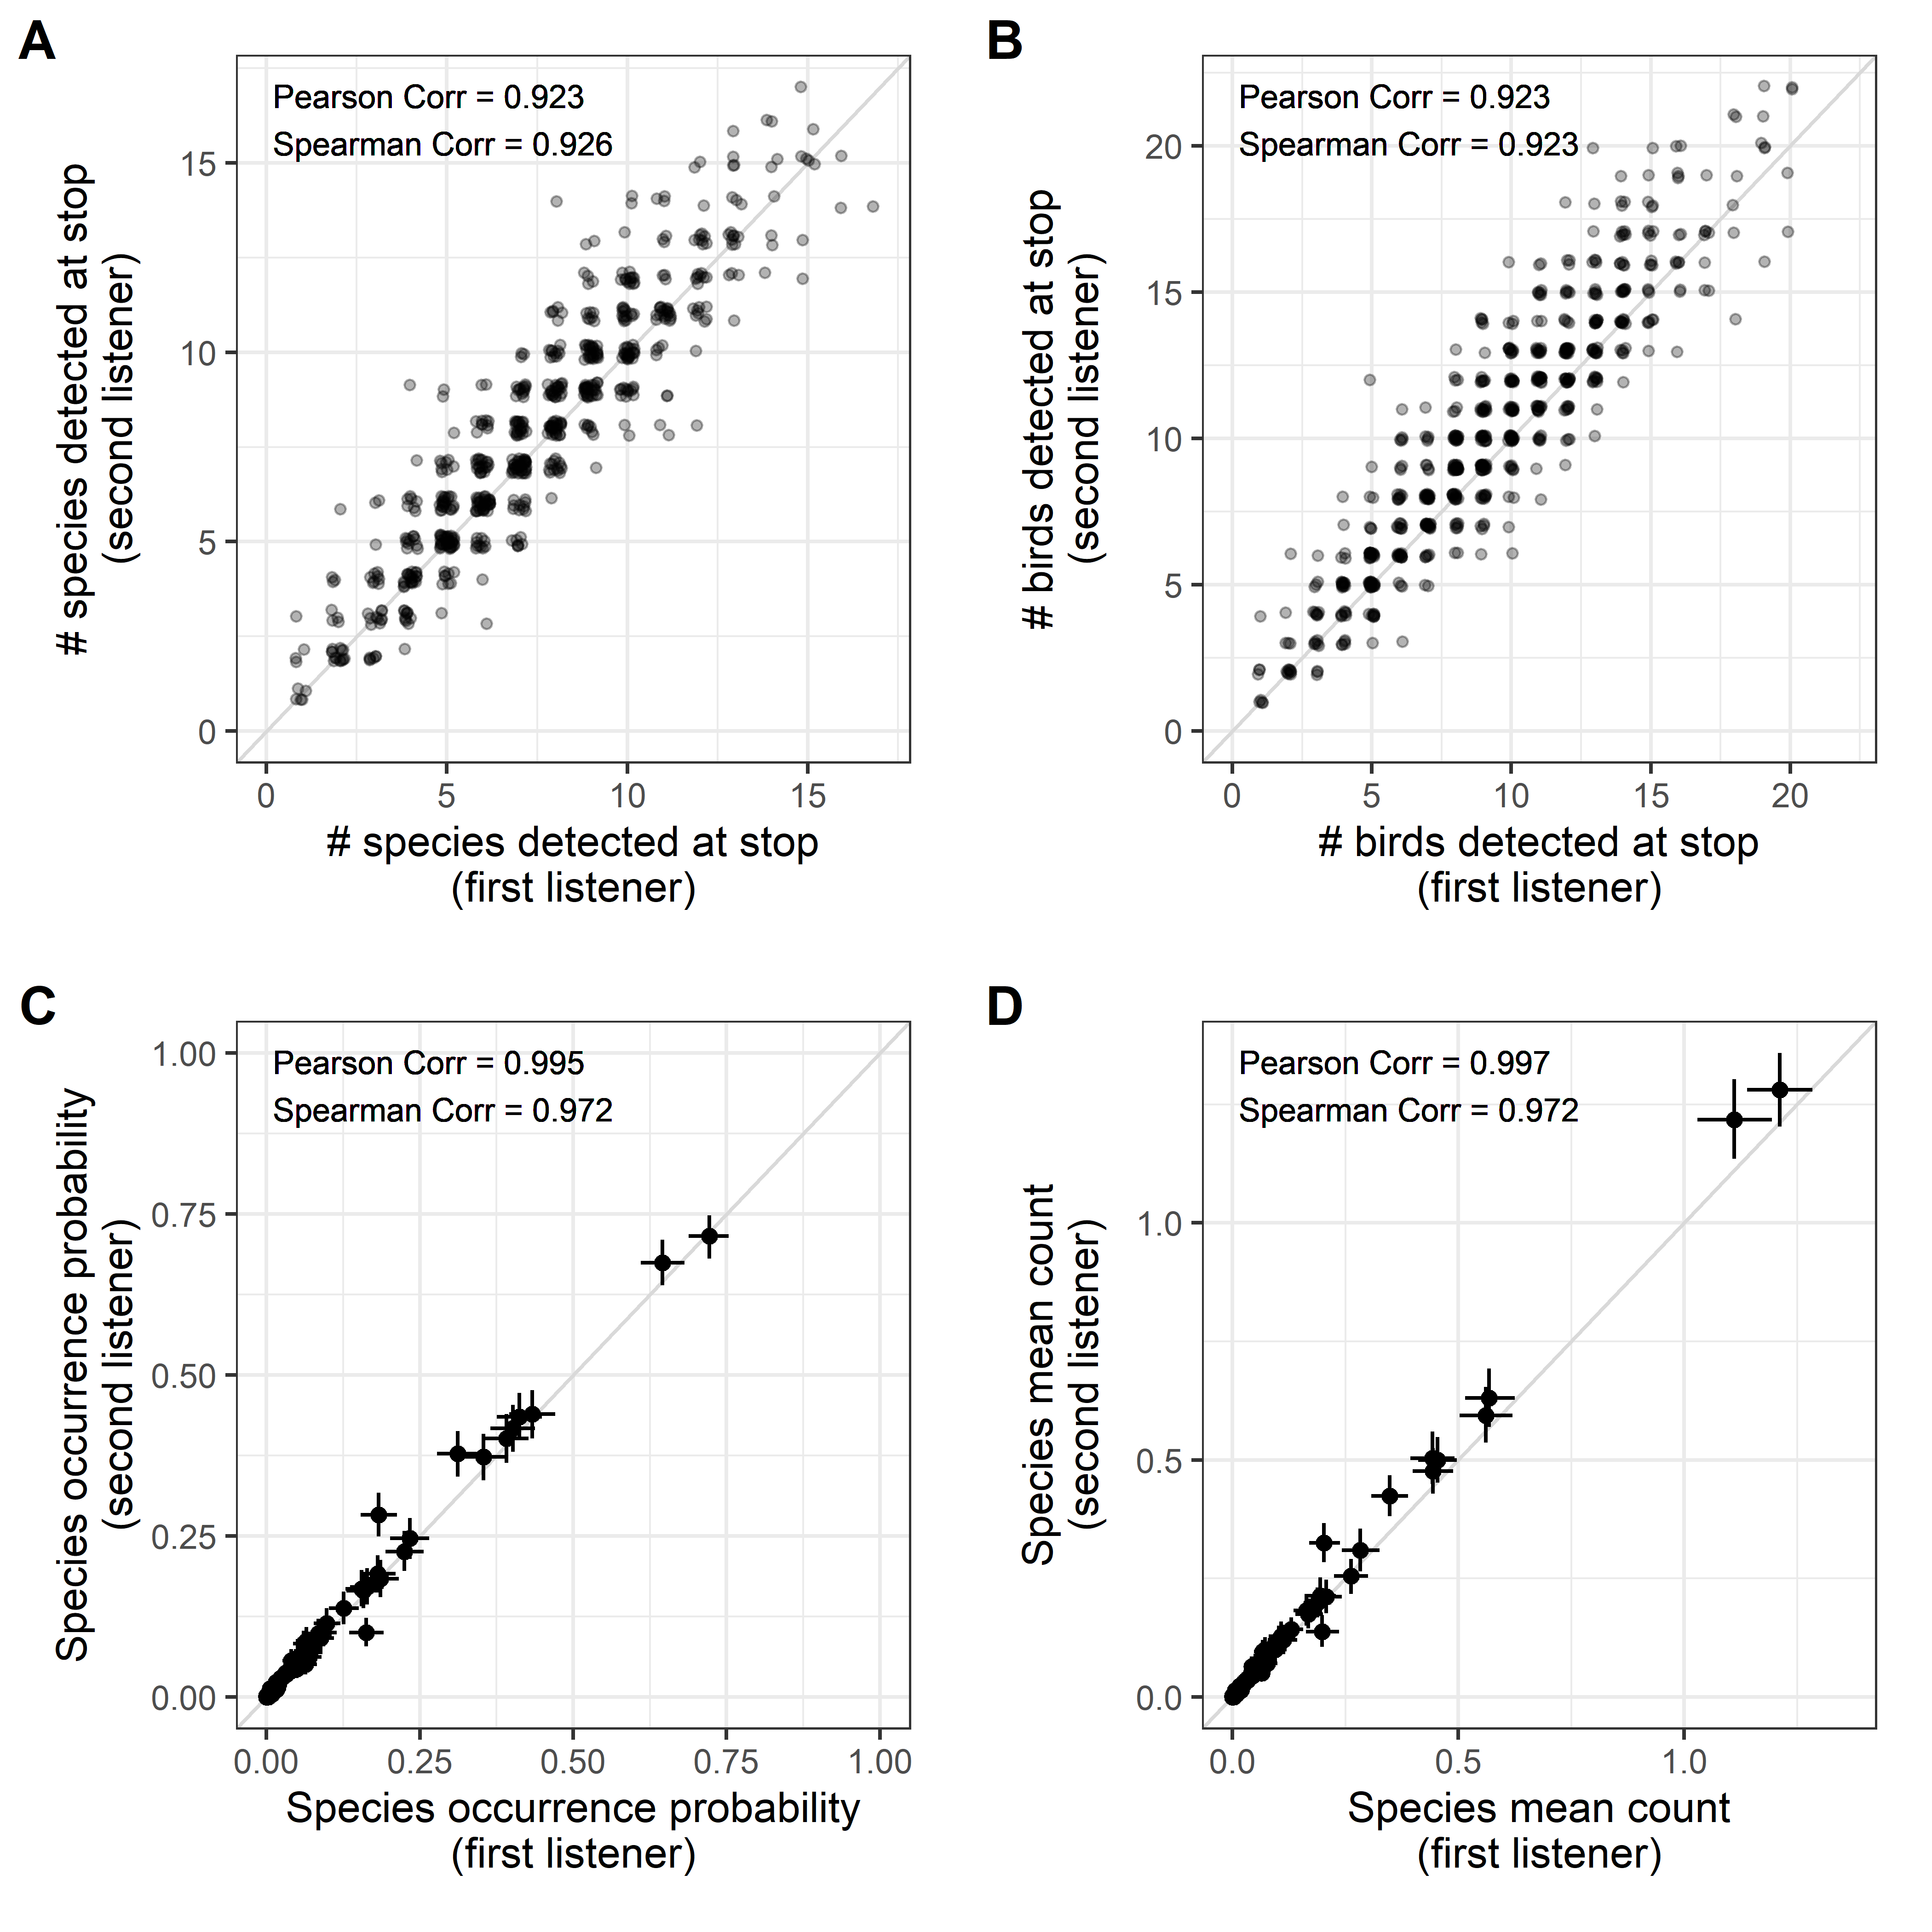 A
Pearson Corr = 0.923
Spearman Corr = 0.926
# species detected at stop
(second listener)
15
10
5
0
0 5 10 15
# species detected at stop
(first listener)
B
Pearson Corr = 0.923
Spearman Corr = 0.923
# birds detected at stop
(second listener)
20
15
10
5
0
0 5 10 15 20
# birds detected at stop
(first listener)
C
Pearson Corr = 0.995
Spearman Corr = 0.972
Species occurrence probability
(second listener)
1.00
0.75
0.50
0.25
0.00
0.00 0.25 0.50 0.75 1.00
Species occurrence probability
(first listener)
D
Pearson Corr = 0.997
Spearman Corr = 0.972
Species mean count
(second listener)
1.0
0.5
0.0
0.0 0.5 1.0
Species mean count
(first listener)